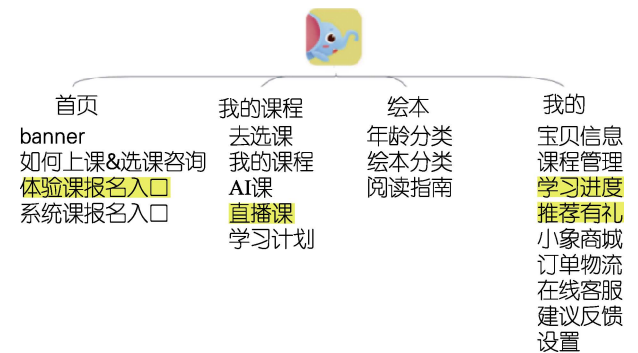 首页
banner
如何上课&选课咨询
体验课报名入口
系统课报名入口
我的课程
去选课
我的课程
AI课
直播课
学习计划
绘本
年龄分类
绘本分类
阅读指南
我的
宝贝信息
课程管理
学习进度
推荐有礼
小象商城
订单物流
在线客服
建议反馈
设置